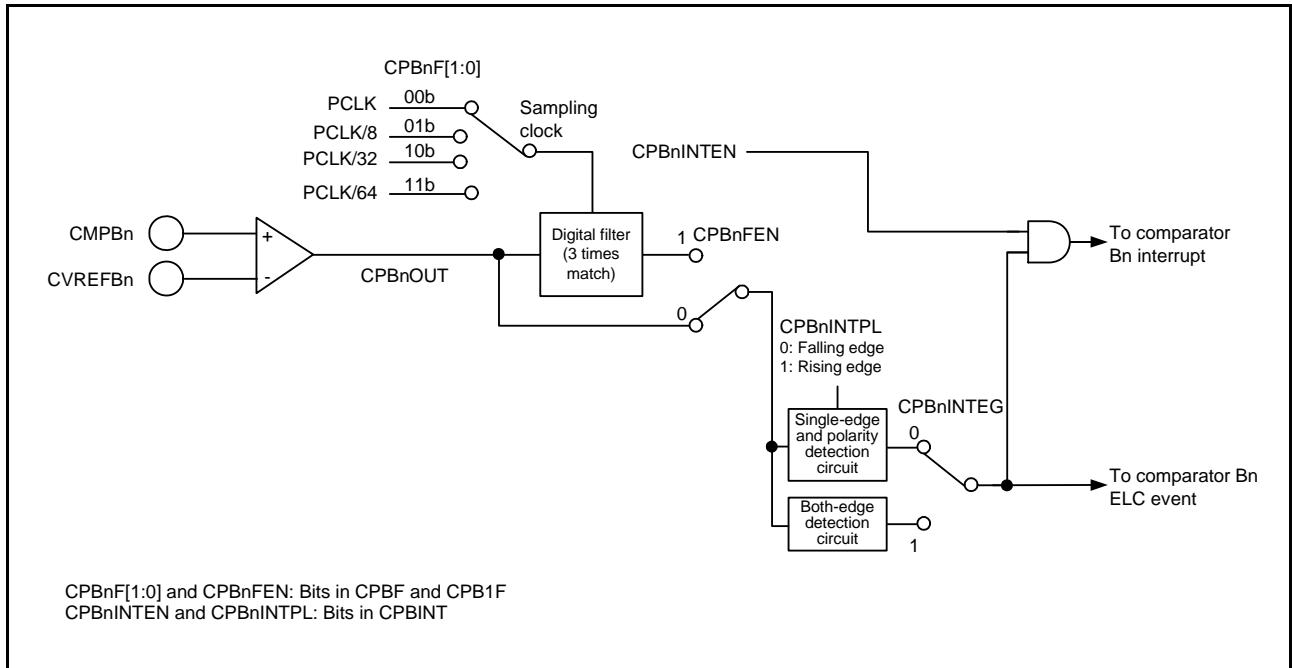 CPBnF[1:0]
PCLK
00b
PCLK/8
01b
PCLK/32
10b
PCLK/64
11b
Sampling
clock
CPBnINTEN
CMPBn
+
CVREFBn
-
CPBnOUT
Digital filter
(3 times
match)
1
CPBnFEN
0
To comparator
Bn interrupt
CPBnINTPL
0: Falling edge
1: Rising edge
CPBnINTEG
Single-edge
and polarity
detection
circuit
0
Both-edge
detection
circuit
1
To comparator Bn
ELC event
CPBnF[1:0] and CPBnFEN: Bits in CPBF and CPB1F
CPBnINTEN and CPBnINTPL: Bits in CPBINT